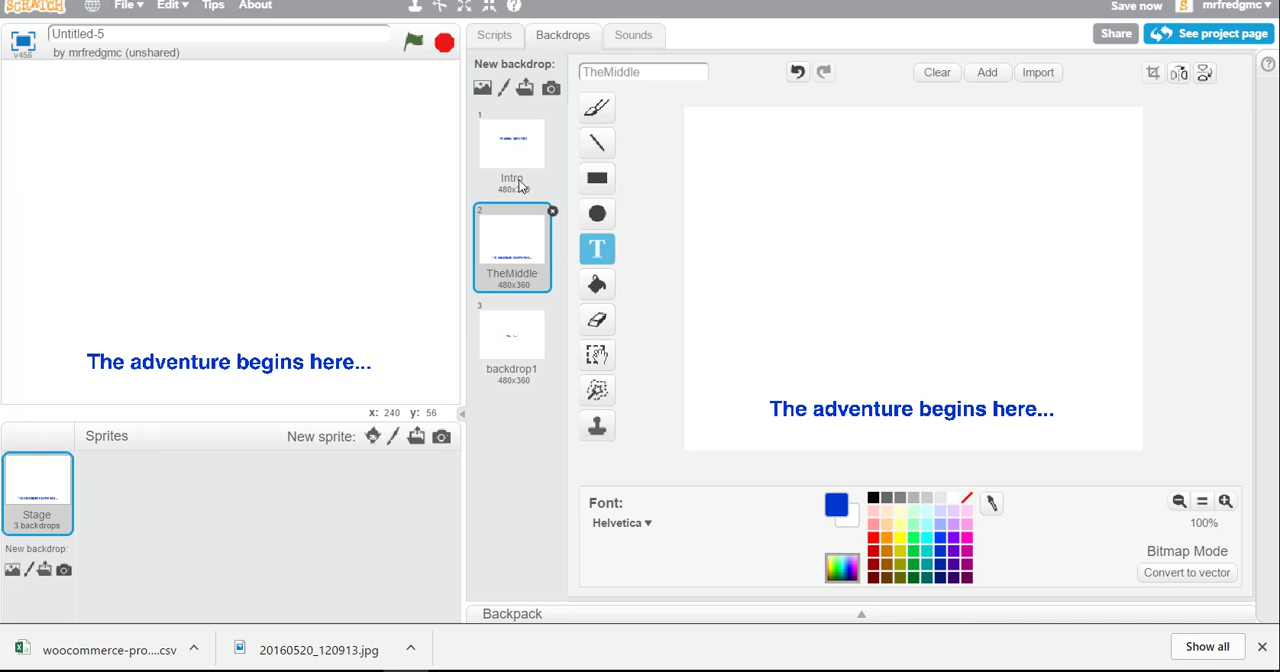 SCRATCH File▾ Edit▾ Tips About Save now mrfredgmc▾
Untitled-5
by mrfredgmc (unshared)
v456
Scripts Backdrops Sounds Share See project page
New backdrop: TheMiddle Clear Add Import
1
Intro
2
TheMiddle
480x360
3
backdrop1
480x360
The adventure begins here...
The adventure begins here...
x: 240 y: 56
Sprites New sprite:
Stage
3 backdrops
New backdrop:
Font:
Helvetica ▾
100%
Bitmap Mode
Convert to vector
Backpack
woocommerce-pro....csv 20160520_120913.jpg Show all